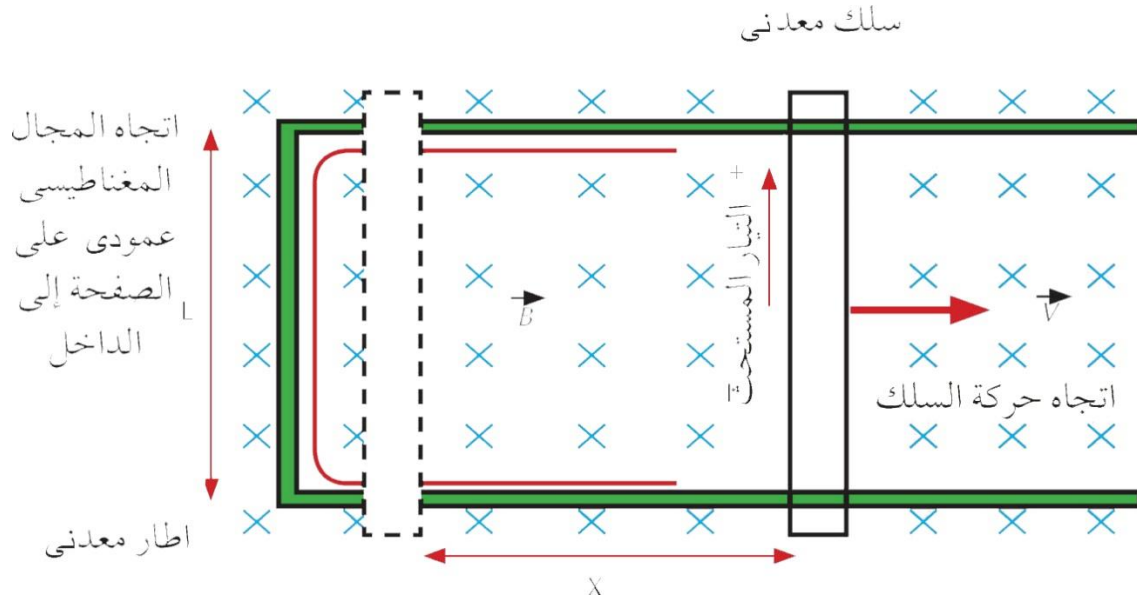 سلك معدنى
اتجاه المجال
المغناطيسى
عمودى على
الصفحة إلى
الداخل
L
التيار المستحث +
B
V
اتجاه حركة السلك
اطار معدنى
X